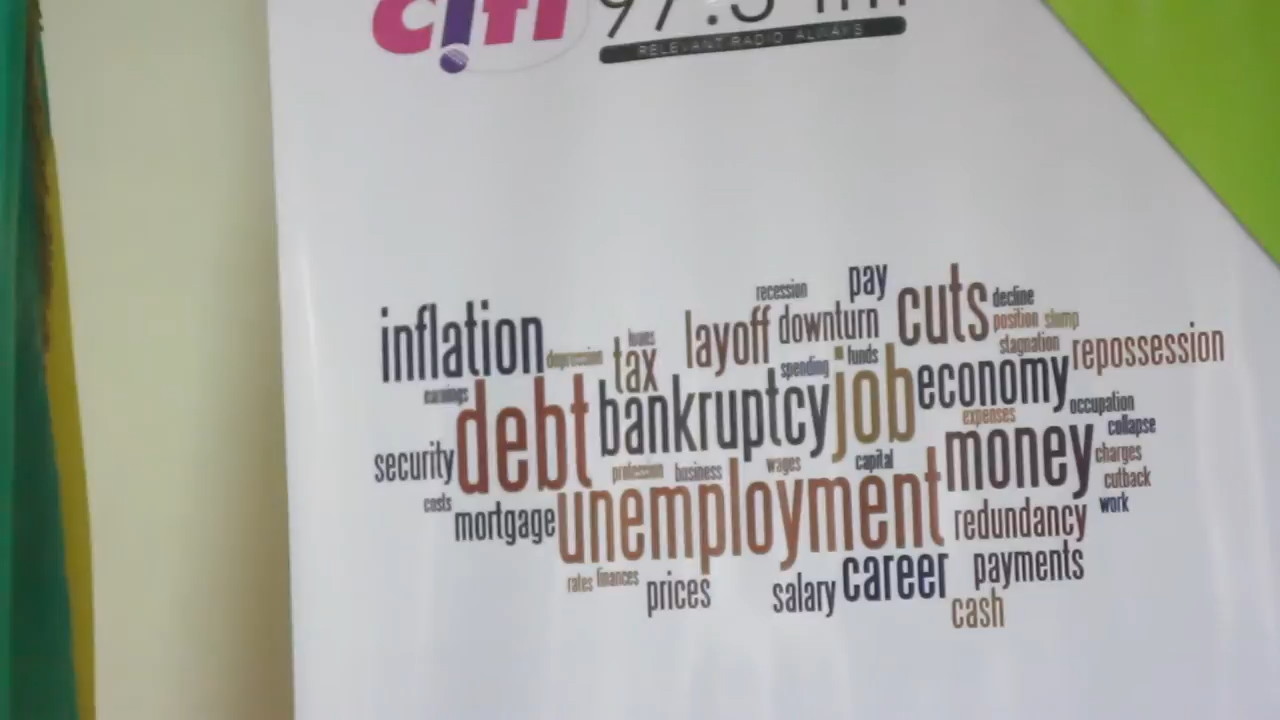 citi 97.3 fm
RELEVANT RADIO ALWAYS
recession pay
inflation loans layoff downturn cuts decline
position slump
depression tax spending funds stagnation repossession
earnings debt bankruptcy job economy occupation
expenses collapse
security profession business wages capital money charges
cutback
costs mortgage unemployment redundancy work
rates finances prices salary career payments
cash